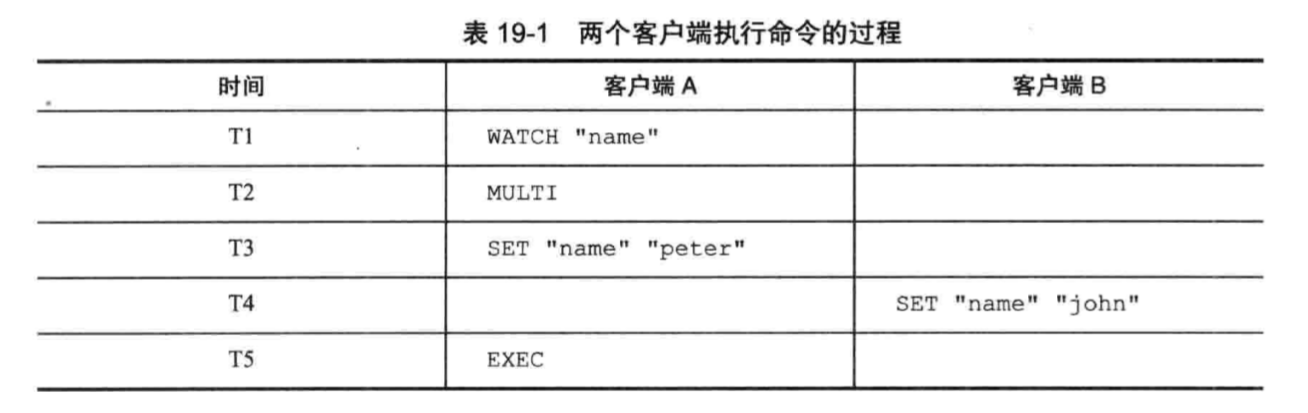 表 19-1 两个客户端执行命令的过程
时间 客户端 A 客户端 B
T1 WATCH "name"
T2 MULTI
T3 SET "name" "peter"
T4 SET "name" "john"
T5 EXEC